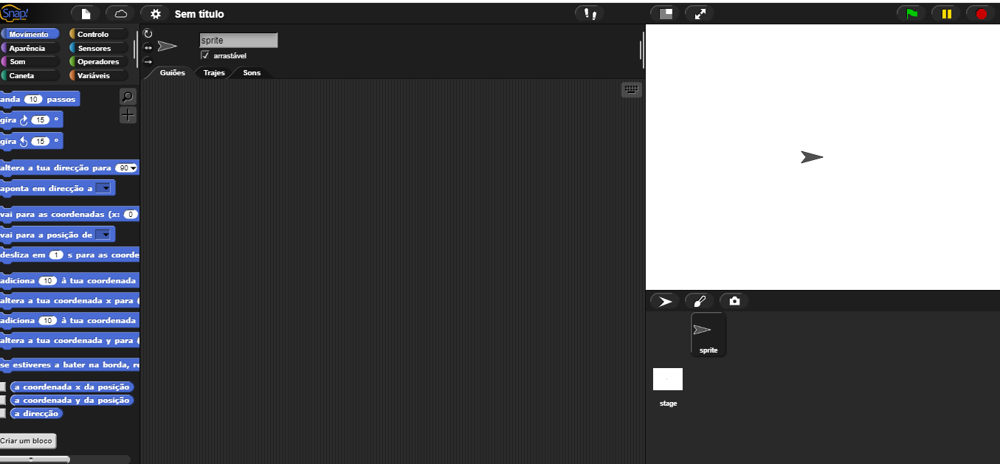 Snap!
Sem título
Movimento
Controlo
Aparência
Sensores
Som
Operadores
Caneta
Variáveis
sprite
arrastável
Guiões
Trajes
Sons
anda 10 passos
gira 15 º
gira 15 º
altera a tua direcção para 90
aponta em direcção a
vai para as coordenadas (x: 0
vai para a posição de
desliza em 1 s para as coorde
adiciona 10 à tua coordenada
altera a tua coordenada x para (
adiciona 10 à tua coordenada
altera a tua coordenada y para (
se estiveres a bater na borda, re
a coordenada x da posição
a coordenada y da posição
a direcção
Criar um bloco
sprite
stage